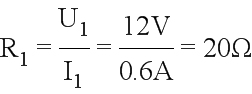 R₁ = U₁/I₁ = 12V/0.6A = 20Ω